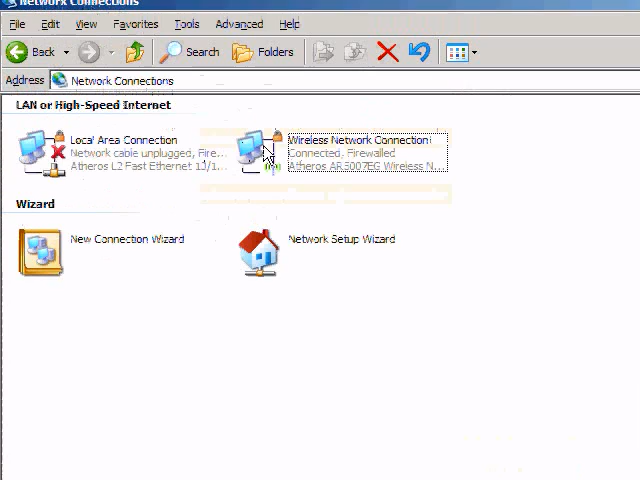 Network Connections
File Edit View Favorites Tools Advanced Help
Back Search Folders
Address Network Connections
LAN or High-Speed Internet
Local Area Connection
Network cable unplugged, Fire...
Atheros L2 Fast Ethernet 10/1...
Wireless Network Connection
Connected, Firewalled
Atheros AR5007EG Wireless N...
Wizard
New Connection Wizard
Network Setup Wizard